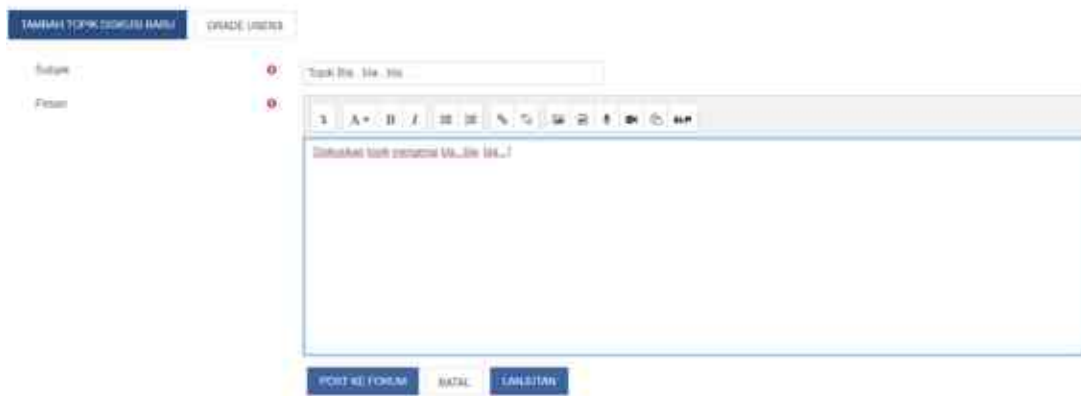 TAMBAH TOPIK DISKUSI BARU
GRADE USERS
Subjek
Topik Bla.. bla.. bla
Pesan
Diskusikan topik mengenai bla...bla
POST KE FORUM
BATAL
LANJUTAN